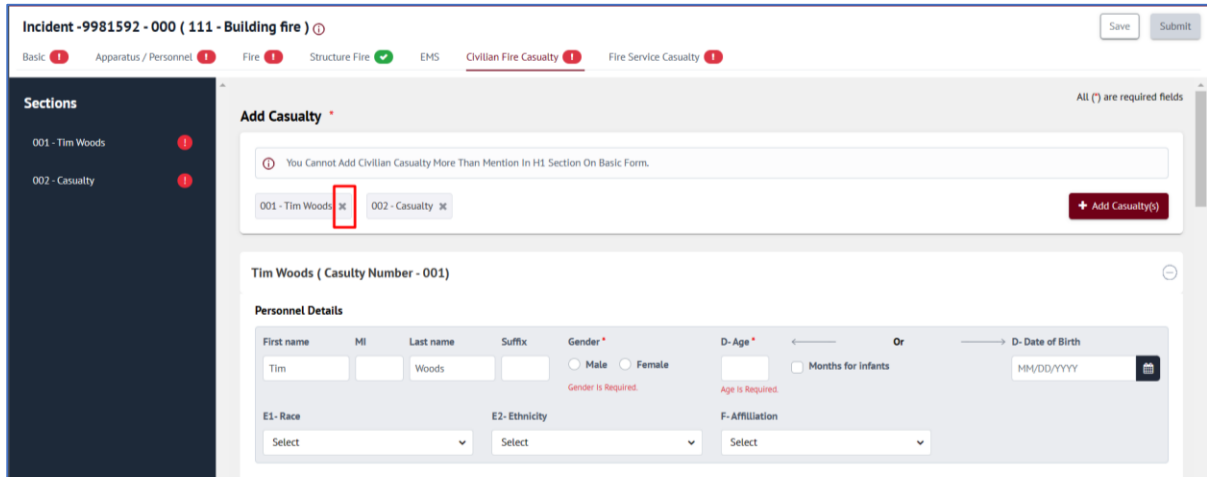 Incident -9981592 - 000 ( 111 - Building fire )
Save Submit
Basic Apparatus / Personnel Fire Structure Fire EMS Civilian Fire Casualty Fire Service Casualty
Sections
001 - Tim Woods
002 - Casualty
All (*) are required fields
Add Casualty *
You Cannot Add Civilian Casualty More Than Mention In H1 Section On Basic Form.
001 - Tim Woods 002 - Casualty + Add Casualty(s)
Tim Woods ( Casulty Number - 001)
Personnel Details
First name MI Last name Suffix Gender * D- Age * Or D- Date of Birth
Tim Woods Male Female Months for infants MM/DD/YYYY
Gender Is Required. Age Is Required.
E1- Race E2- Ethnicity F- Affilliation
Select Select Select